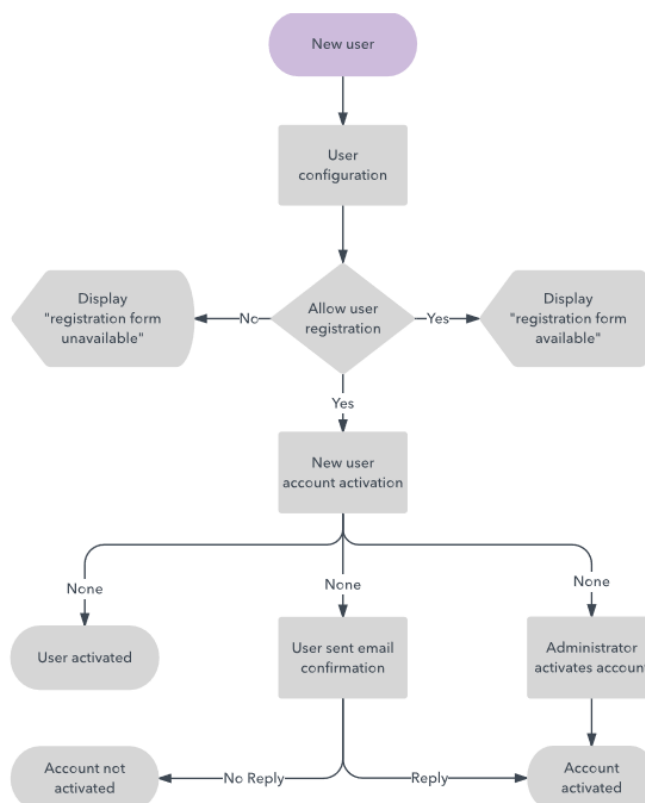 New user
User
configuration
Display
"registration form
unavailable"
No
Allow user
registration
Yes
Display
"registration form
available"
Yes
New user
account activation
None
None
None
User activated
User sent email
confirmation
Administrator
activates account
Account not
activated
No Reply
Reply
Account
activated